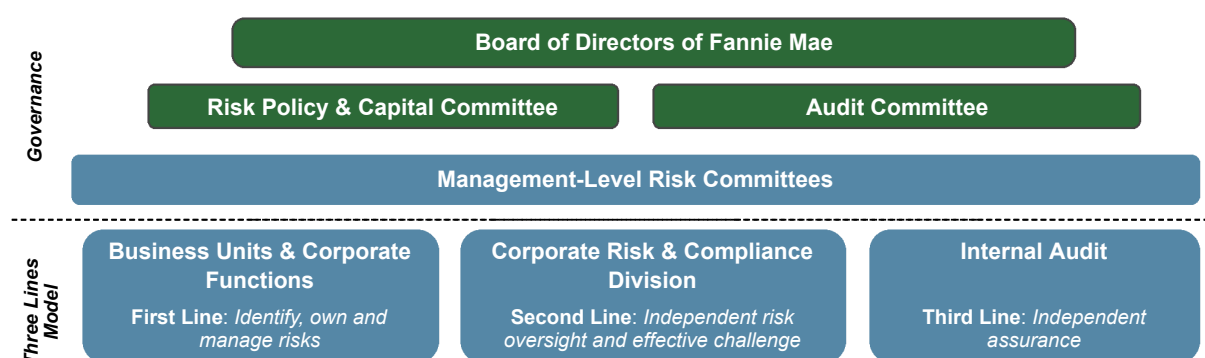 Governance
Board of Directors of Fannie Mae
Risk Policy & Capital Committee
Audit Committee
Management-Level Risk Committees
Three Lines
Model
Business Units & Corporate
Functions
First Line: Identify, own and
manage risks
Corporate Risk & Compliance
Division
Second Line: Independent risk
oversight and effective challenge
Internal Audit
Third Line: Independent
assurance